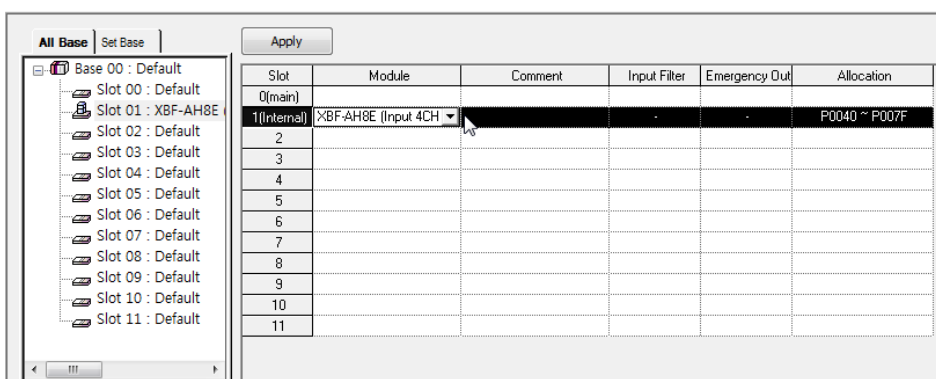 All Base Set Base Apply
Base 00 : Default
Slot 00 : Default
Slot 01 : XBF-AH8E (
Slot 02 : Default
Slot 03 : Default
Slot 04 : Default
Slot 05 : Default
Slot 06 : Default
Slot 07 : Default
Slot 08 : Default
Slot 09 : Default
Slot 10 : Default
Slot 11 : Default
Slot Module Comment Input Filter Emergency Out Allocation
0(main)
1(Internal) XBF-AH8E (Input 4CH - - P0040 ~ P007F
2
3
4
5
6
7
8
9
10
11